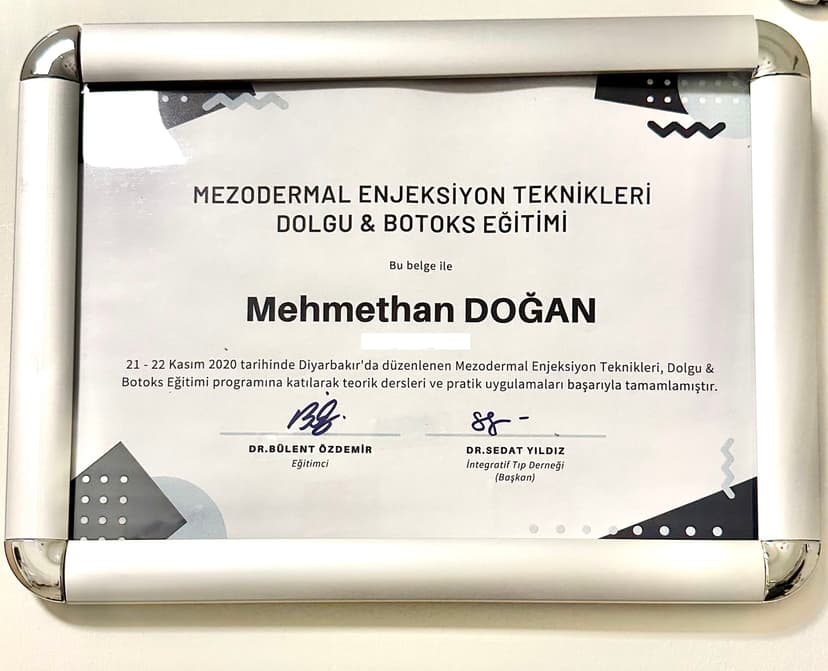 MEZODERMAL ENJEKSİYON TEKNİKLERİ
DOLGU & BOTOKS EĞİTİMİ
Bu belge ile
Mehmethan DOĞAN
21 - 22 Kasım 2020 tarihinde Diyarbakır'da düzenlenen Mezodermal Enjeksiyon Teknikleri, Dolgu &
Botoks Eğitimi programına katılarak teorik dersleri ve pratik uygulamaları başarıyla tamamlamıştır.
DR.BÜLENT ÖZDEMİR
Eğitimci
DR.SEDAT YILDIZ
İntegratif Tıp Derneği
(Başkan)